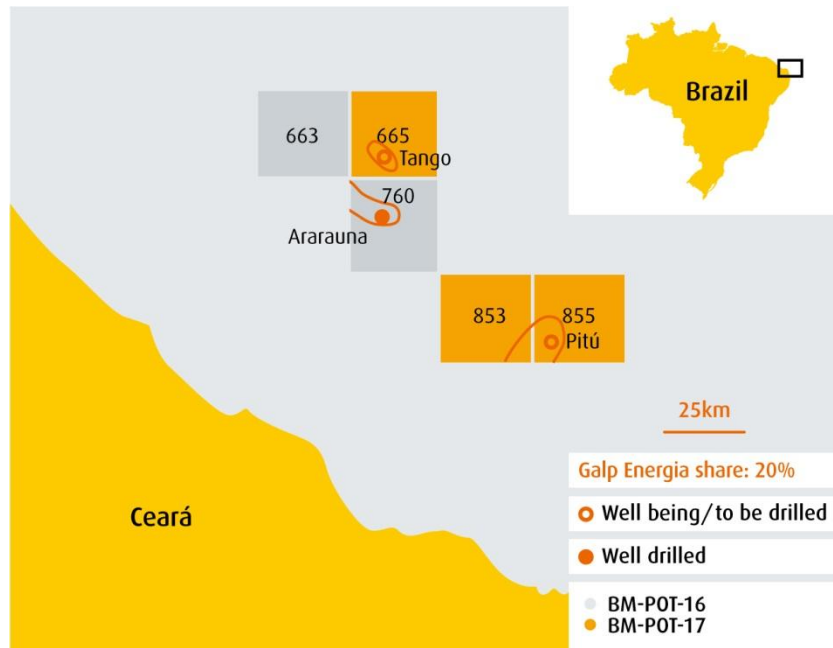 Brazil
663
665
Tango
760
Ararauna
853
855
Pitú
25km
Galp Energia share: 20%
Well being/to be drilled
Ceará
Well drilled
BM-POT-16
BM-POT-17